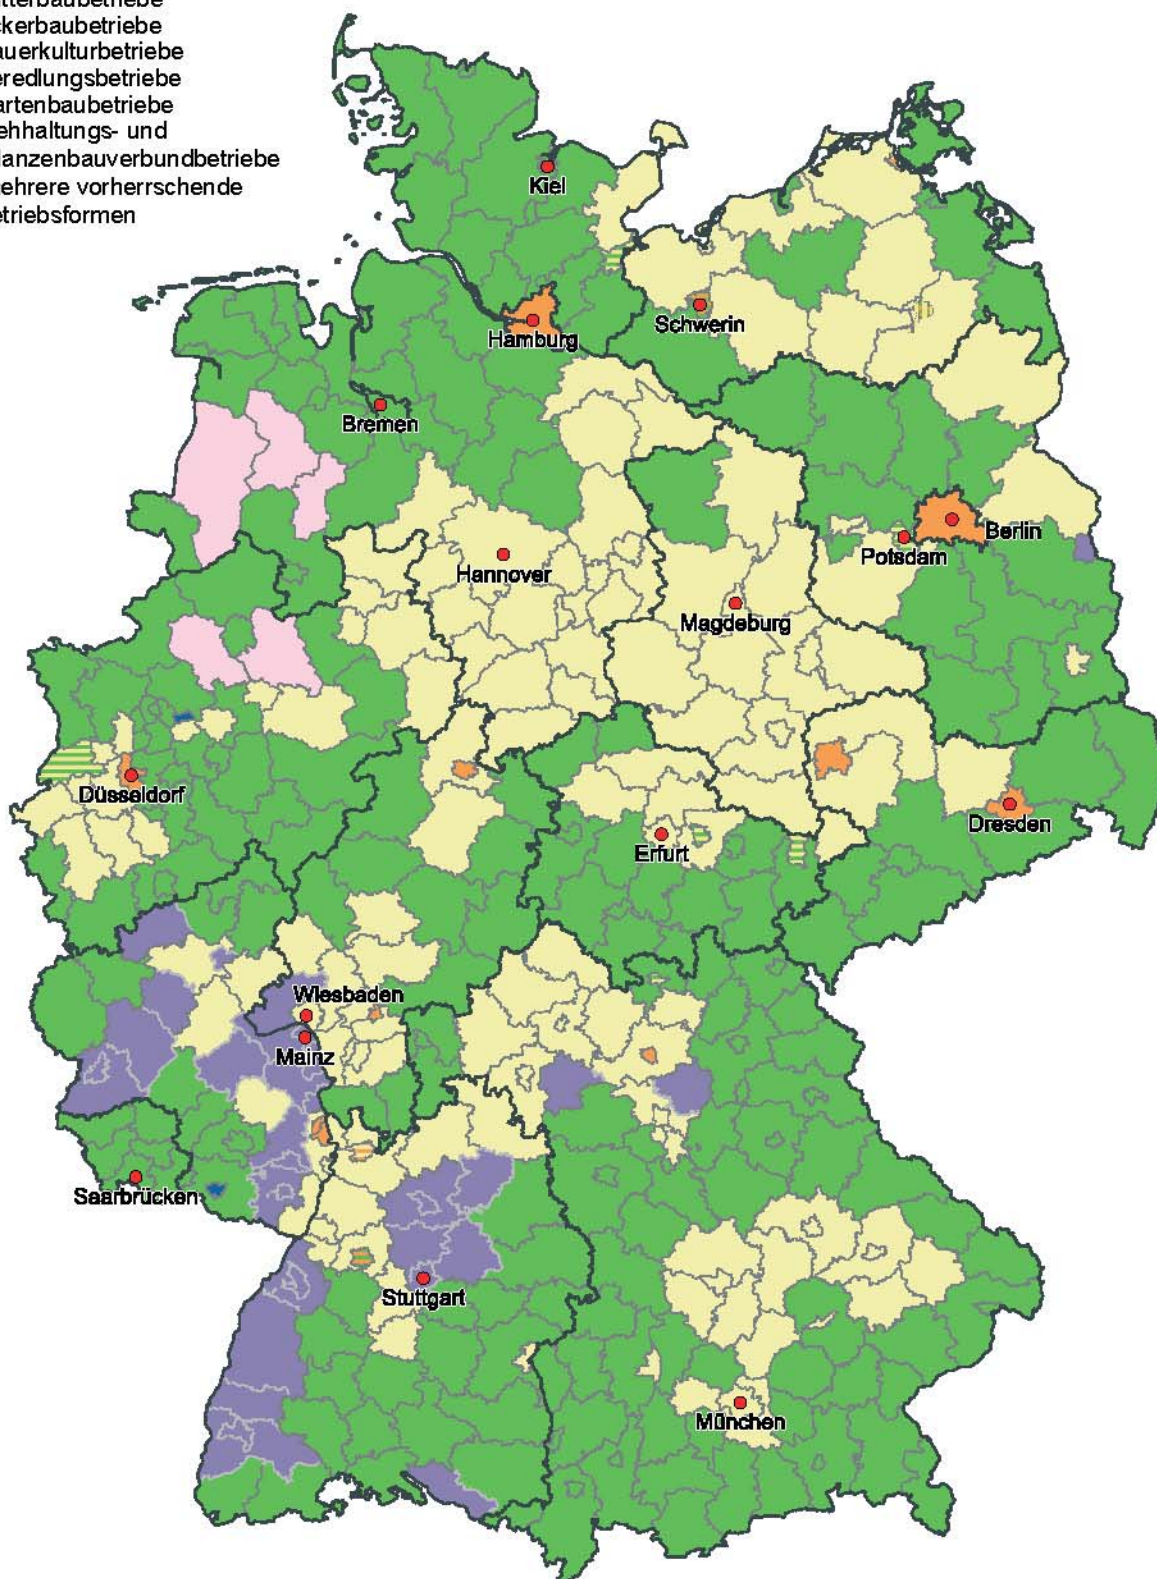 tterbaubetriebe
ckerbaubetriebe
auerkulturbetriebe
eredlungsbetriebe
artenbaubetriebe
ehhaltungs- und
lanzenbauverbundbetriebe
ehrere vorherrschende
etriebsformen
Kiel
Schwerin
Hamburg
Bremen
Berlin
Potsdam
Hannover
Magdeburg
Düsseldorf
Dresden
Erfurt
Wiesbaden
Mainz
Saarbrücken
Stuttgart
München